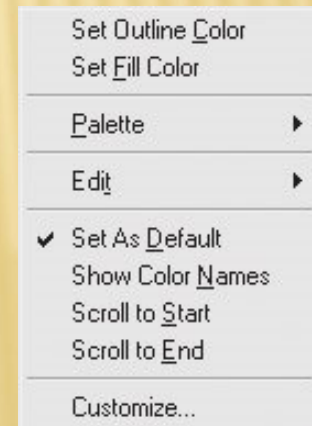 Set Outline Color
Set Fill Color
Palette
Edit
Set As Default
Show Color Names
Scroll to Start
Scroll to End
Customize...